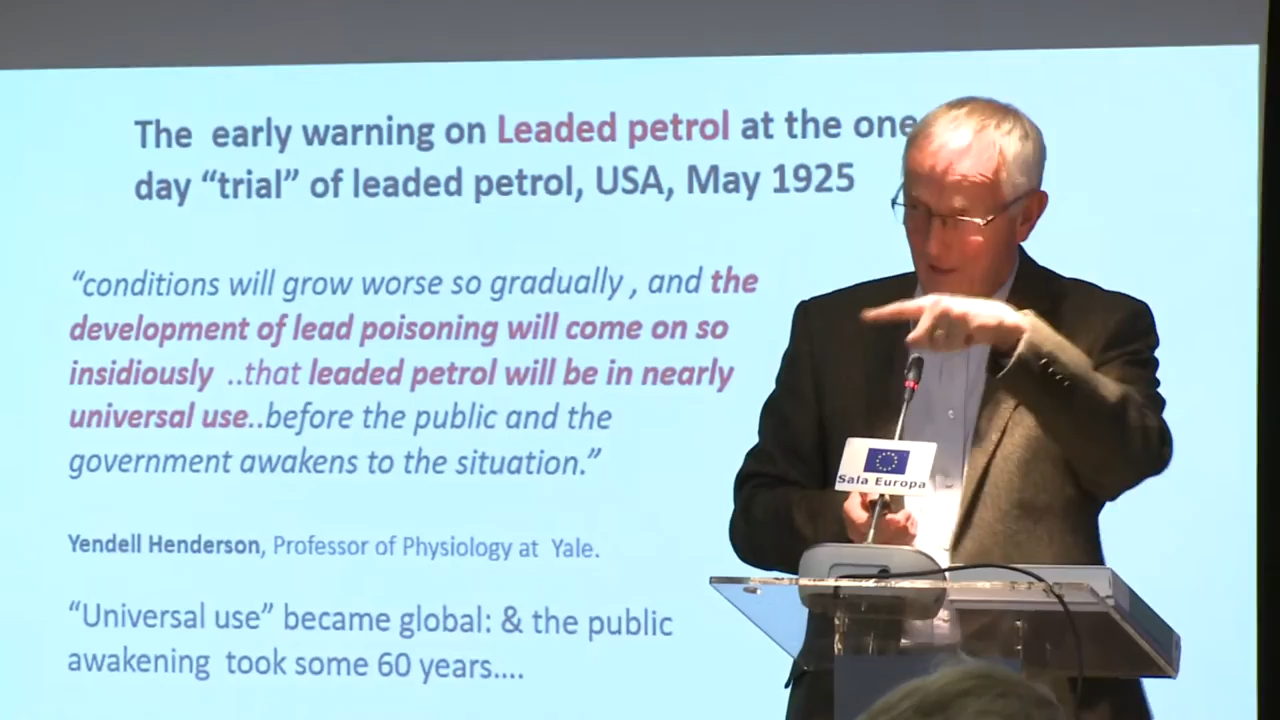 The early warning on Leaded petrol at the one
day “trial” of leaded petrol, USA, May 1925
“conditions will grow worse so gradually , and the
development of lead poisoning will come on so
insidiously ..that leaded petrol will be in nearly
universal use..before the public and the
government awakens to the situation.”
Yendell Henderson, Professor of Physiology at Yale.
“Universal use” became global: & the public
awakening took some 60 years....
Sala Europa